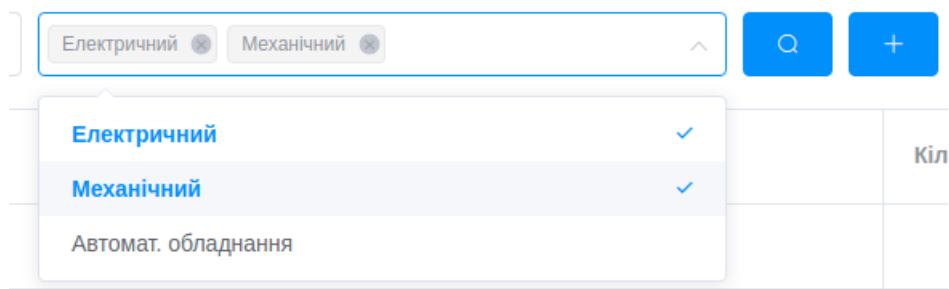 Електричний Механічний
Електричний
Механічний
Кіл
Автомат. обладнання